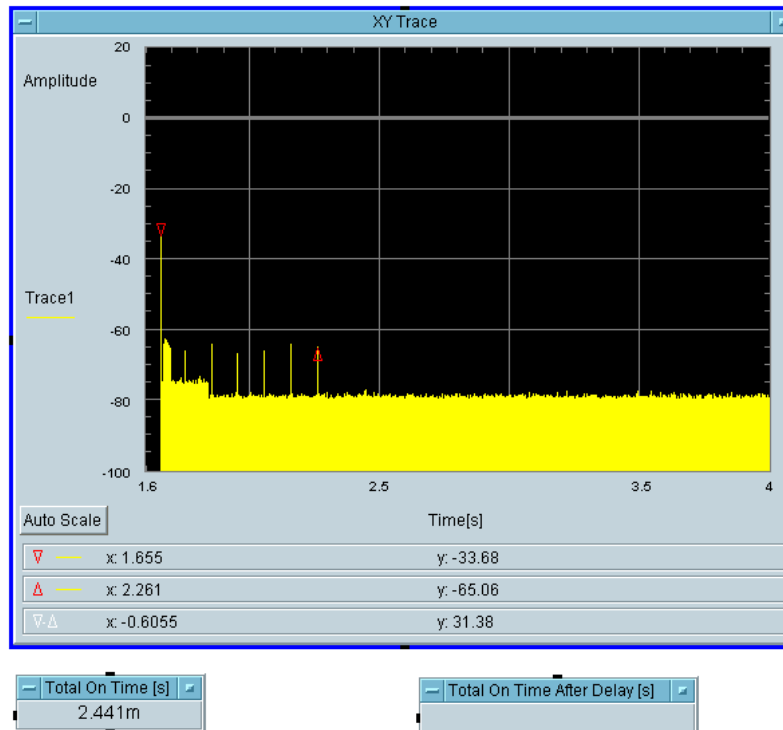 XY Trace
Amplitude
20
0
-20
-40
-60
-80
-100
Trace1
1.6 2.5 3.5 4
Auto Scale Time[s]
x: 1.655 y: -33.68
x: 2.261 y: -65.06
x: -0.6055 y: 31.38
Total On Time [s] Total On Time After Delay [s]
2.441m